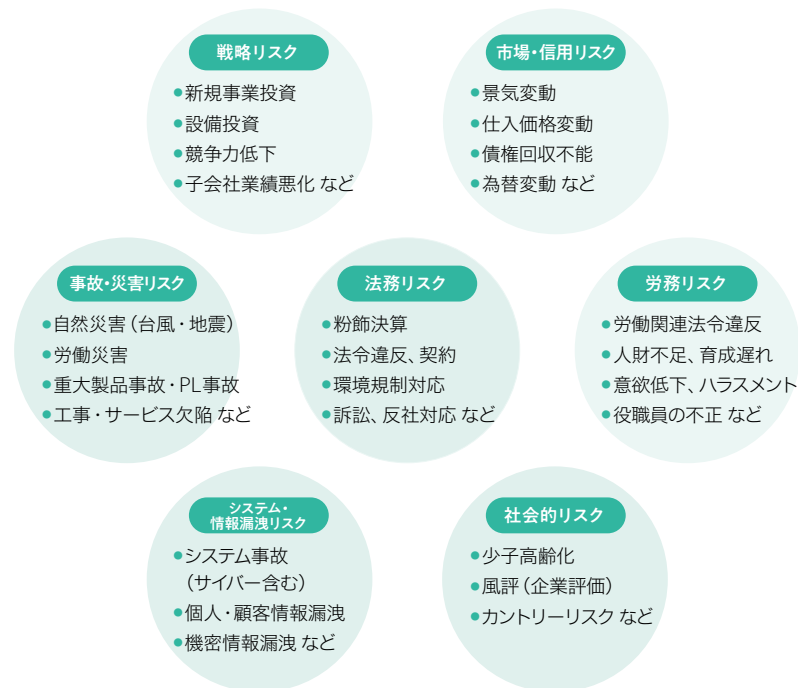 戦略リスク
●新規事業投資
●設備投資
●競争力低下
●子会社業績悪化 など
市場・信用リスク
●景気変動
●仕入価格変動
●債権回収不能
●為替変動 など
事故・災害リスク
●自然災害（台風・地震）
●労働災害
●重大製品事故・PL事故
●工事・サービス欠陥 など
法務リスク
●粉飾決算
●法令違反、契約
●環境規制対応
●訴訟、反社対応 など
労務リスク
●労働関連法令違反
●人財不足、育成遅れ
●意欲低下、ハラスメント
●役職員の不正 など
システム・
情報漏洩リスク
●システム事故
（サイバー含む）
●個人・顧客情報漏洩
●機密情報漏洩 など
社会的リスク
●少子高齢化
●風評（企業評価）
●カントリーリスク など